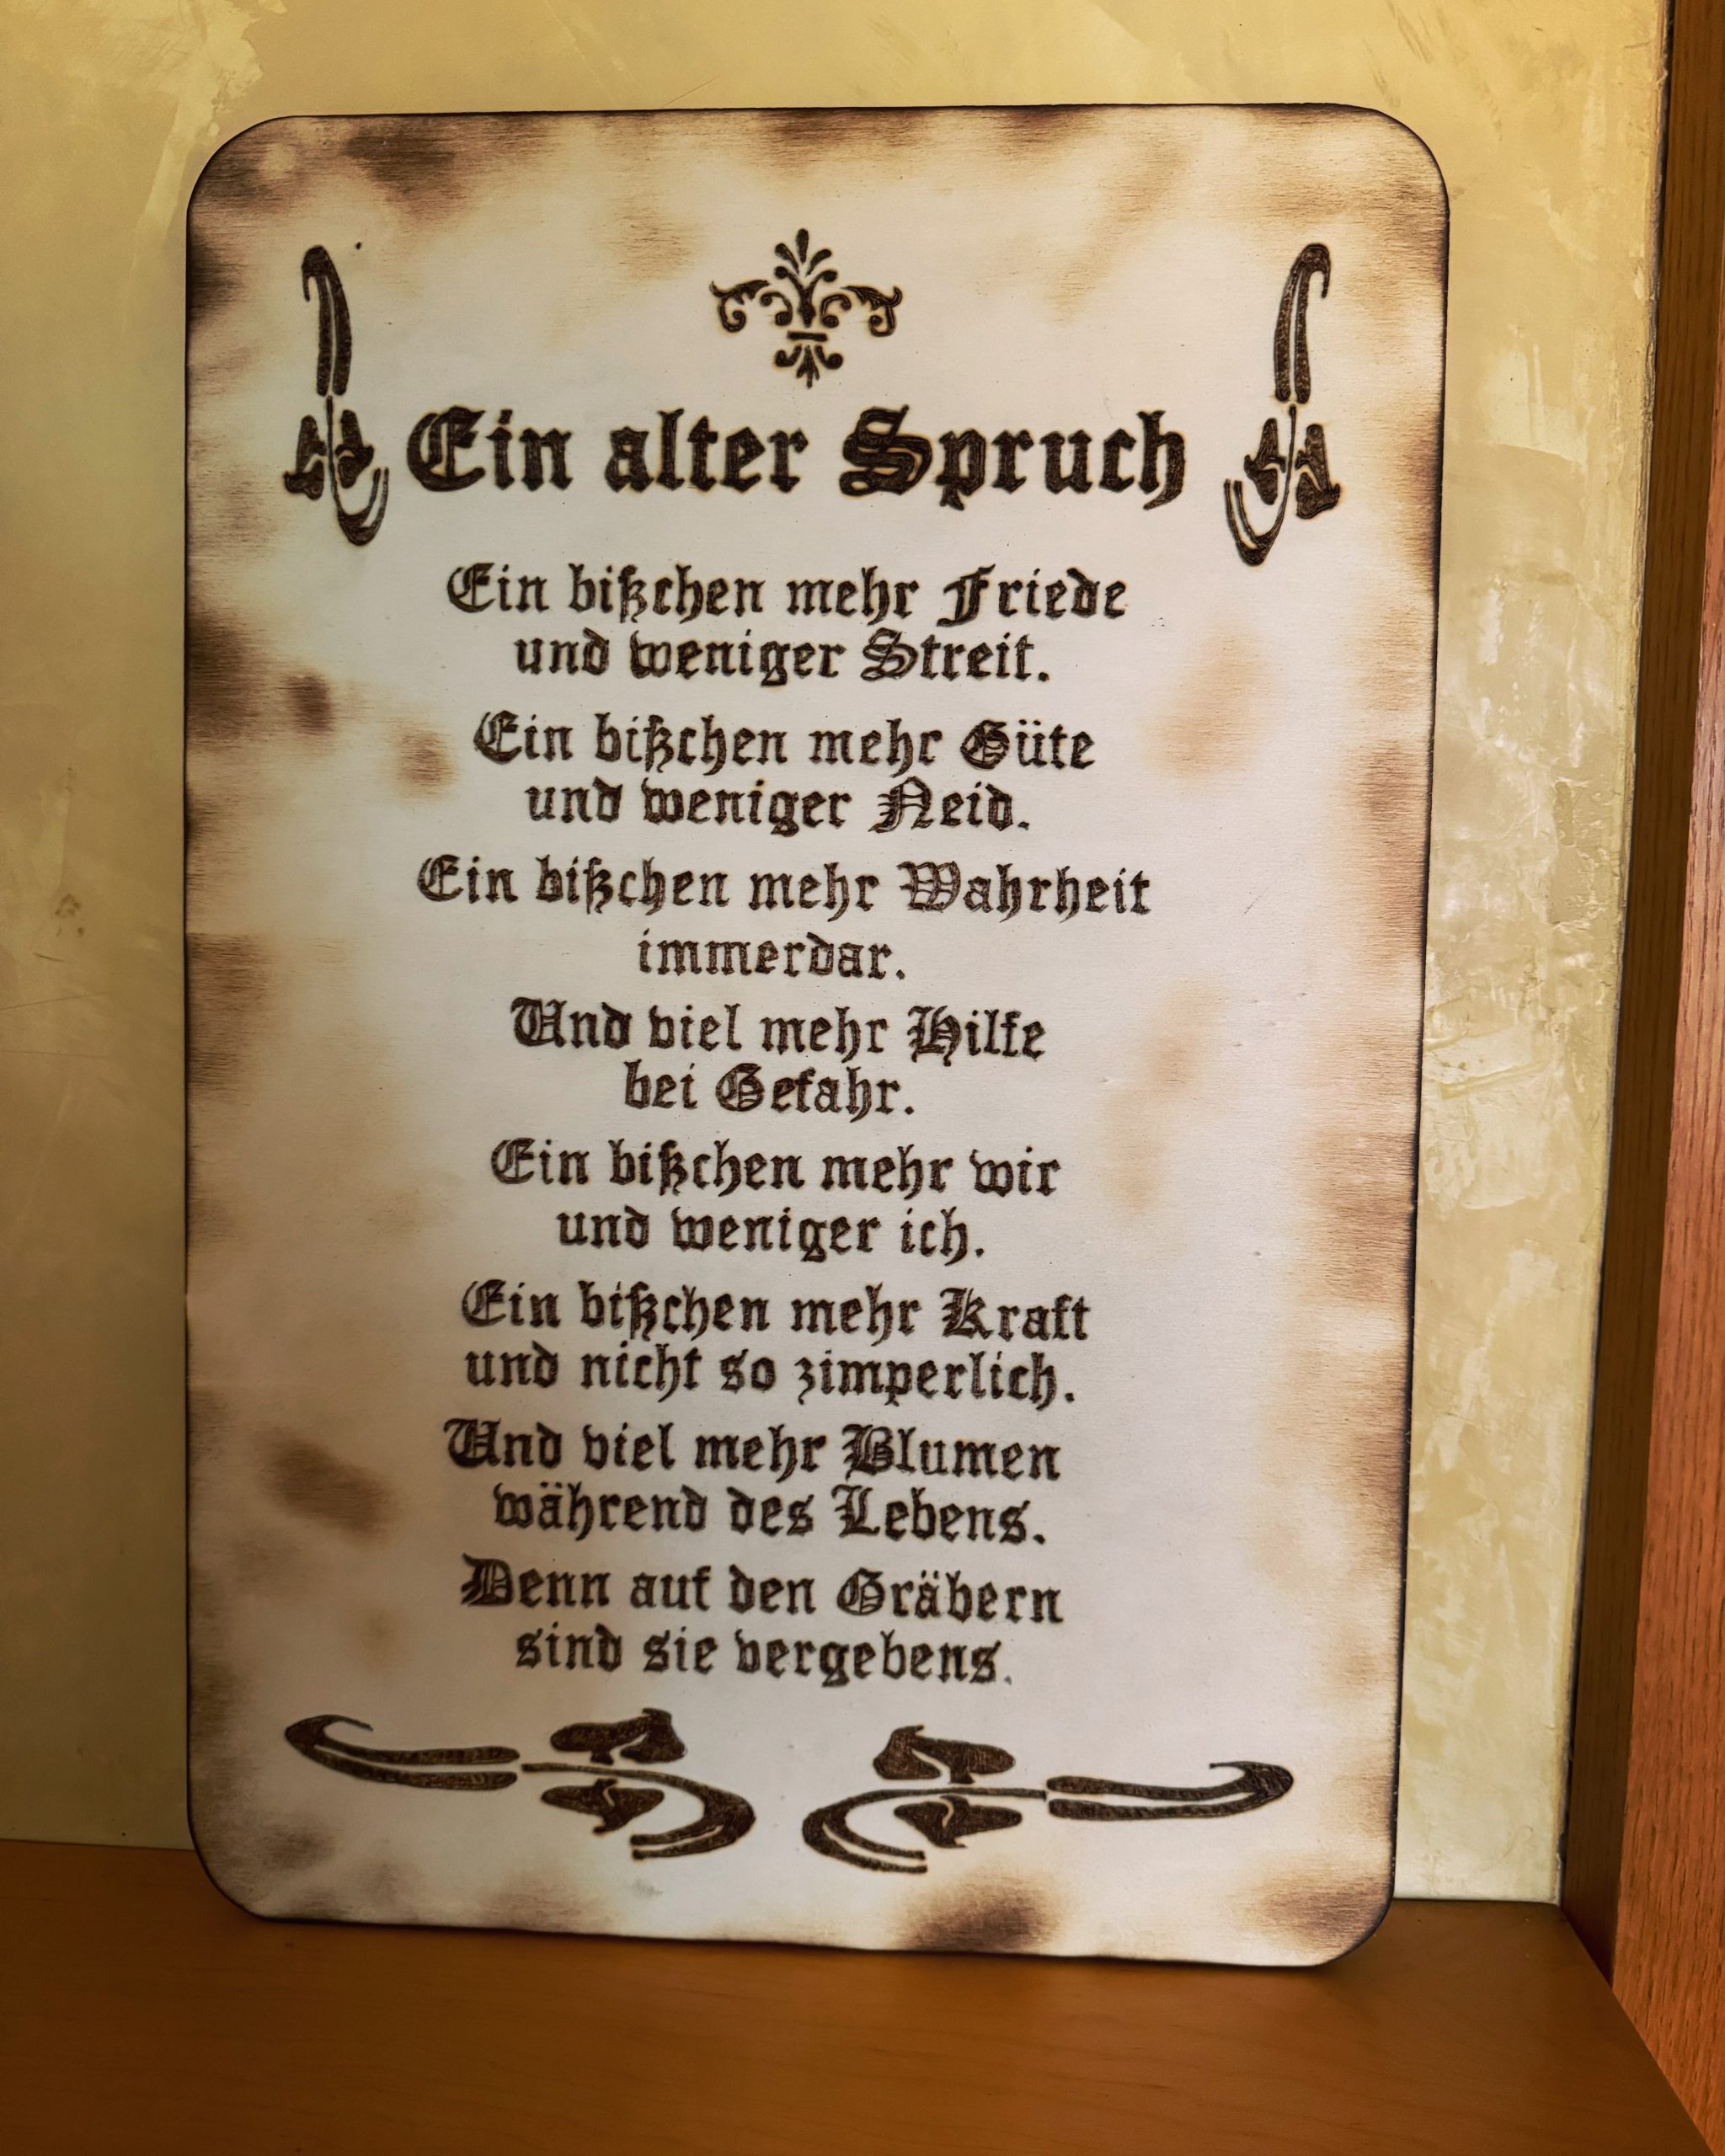 Ein alter Spruch
Ein bißchen mehr Friede
und weniger Streit.
Ein bißchen mehr Güte
und weniger Neid.
Ein bißchen mehr Wahrheit
immerdar.
Und viel mehr Hilfe
bei Gefahr.
Ein bißchen mehr wir
und weniger ich.
Ein bißchen mehr Kraft
und nicht so zimperlich.
Und viel mehr Blumen
während des Lebens.
Denn auf den Gräbern
sind sie vergebens.